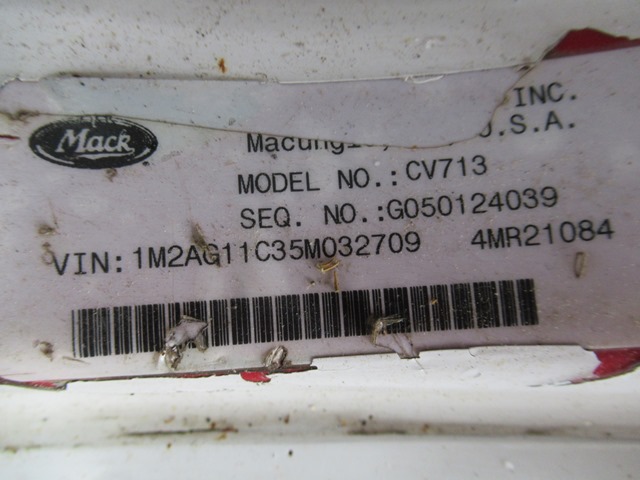 Mack
INC.
U.S.A.
MODEL NO.: CV713
SEQ. NO.: G050124039
VIN: 1M2AG11C35M032709 4MR21084